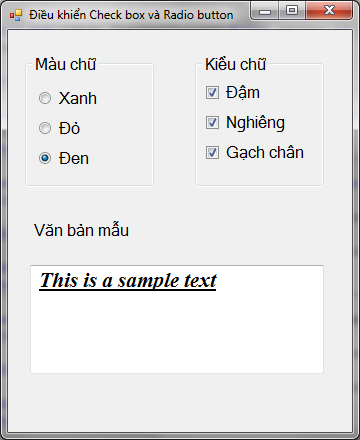 Điều khiển Check box và Radio button
Màu chữ
Xanh
Đỏ
Đen
Kiểu chữ
Đậm
Nghiêng
Gạch chân
Văn bản mẫu
This is a sample text